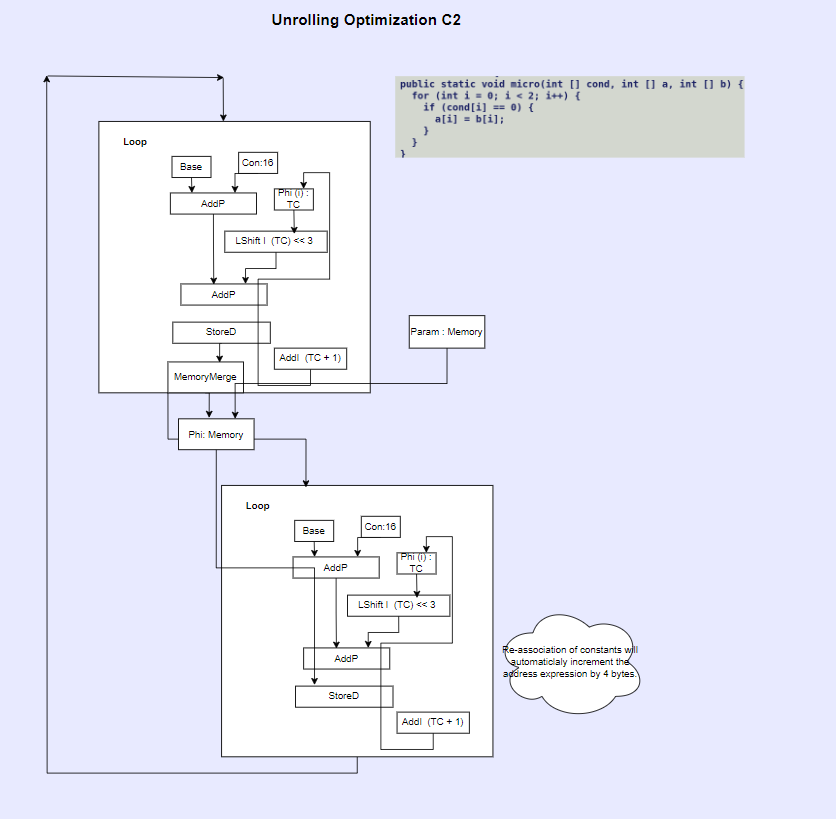 Unrolling Optimization C2
public static void micro(int [] cond, int [] a, int [] b) {
for (int i = 0; i < 2; i++) {
if (cond[i] == 0) {
a[i] = b[i];
}
}
}
Loop
Base
Con:16
AddP
Phi (i) :
TC
LShift I (TC) << 3
AddP
StoreD
AddI (TC + 1)
MemoryMerge
Param : Memory
Phi: Memory
Loop
Base
Con:16
AddP
Phi (i) :
TC
LShift I (TC) << 3
AddP
StoreD
AddI (TC + 1)
Re-association of constants will
automaticlaly increment the
address expression by 4 bytes.